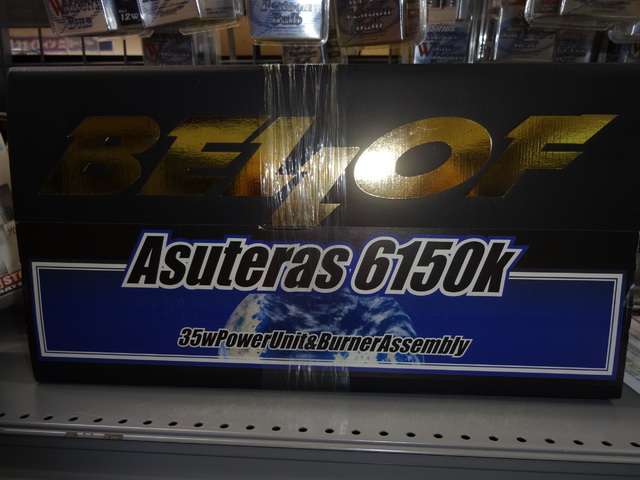 BELLOF
Asuteras 6150k
35wPowerUnit&BurnerAssembly